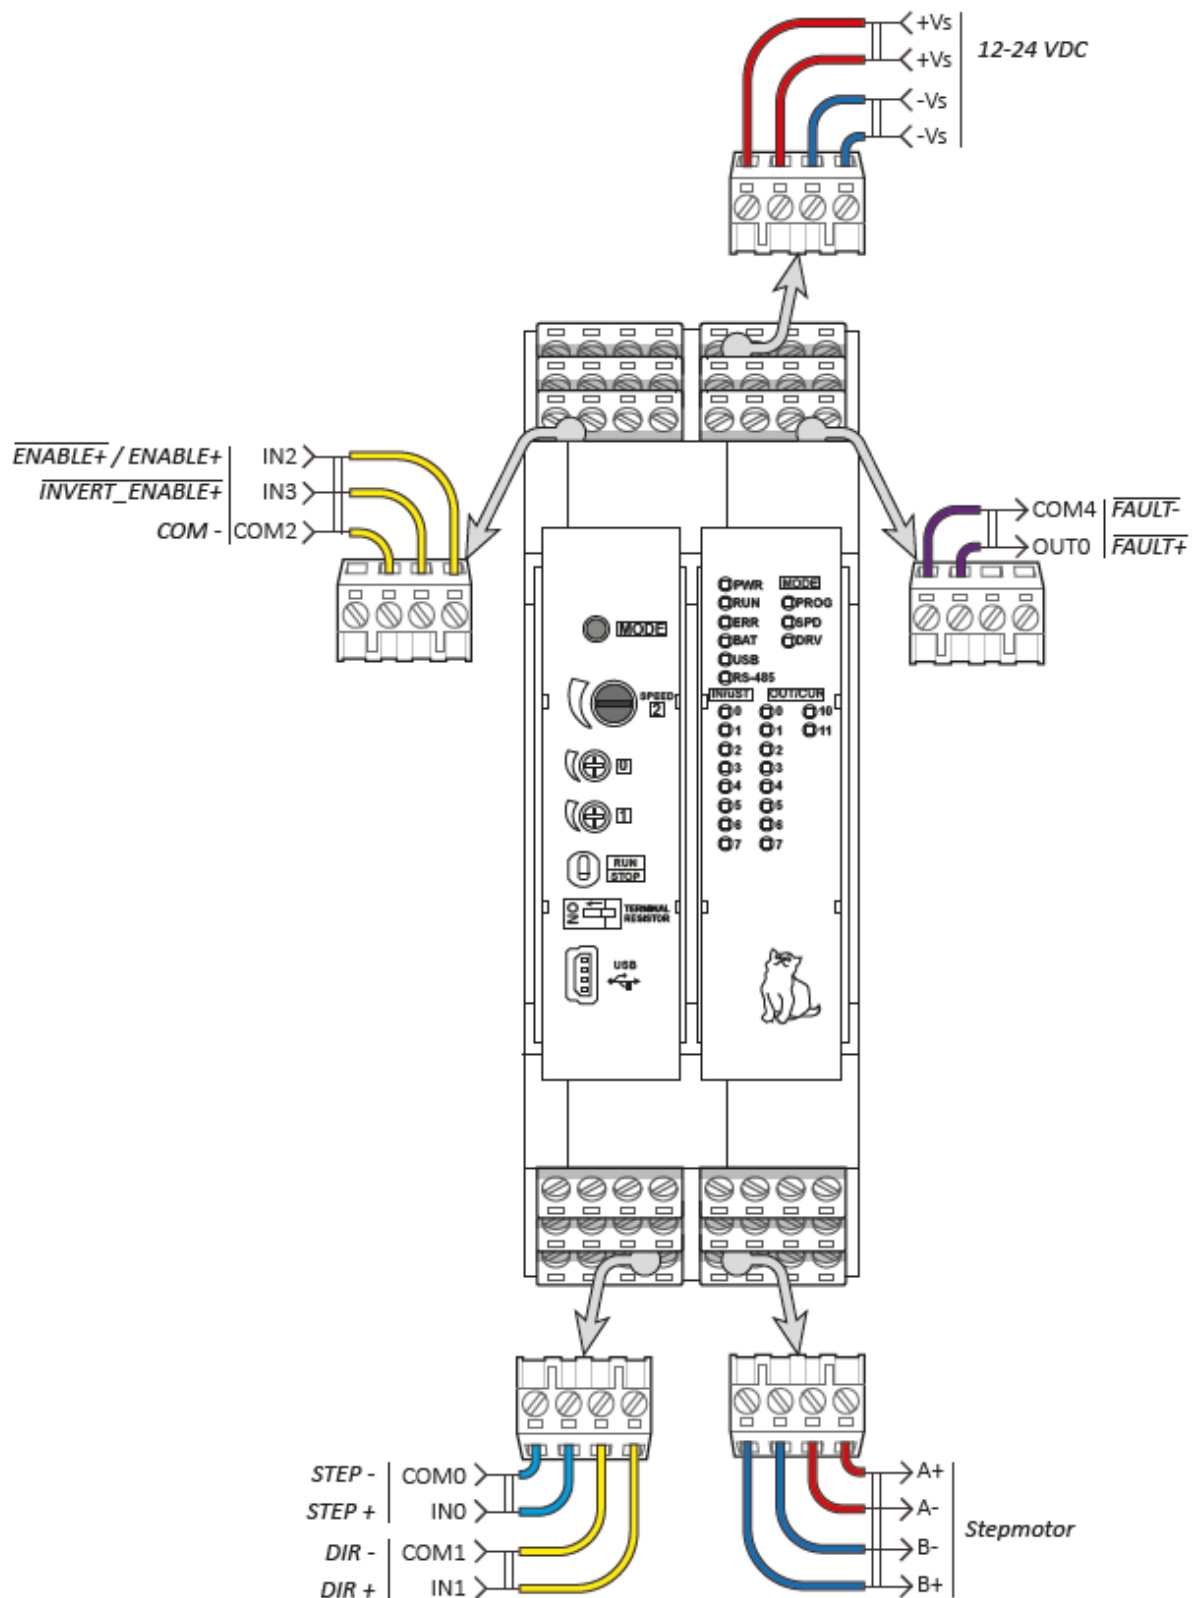 +Vs
+Vs
12-24 VDC
-Vs
-Vs
ENABLE+ / ENABLE+ IN2
INVERT_ENABLE+ IN3
COM - COM2
COM4 FAULT-
OUT0 FAULT+
MODE
SPEED
2
0
1
RUN
STOP
NO
TERMINAL
RESISTOR
USB
PWR MODE
RUN PROG
ERR SPD
BAT DRV
USB
RS-485
IN/uST OUT/CUR
0 0 10
1 1 11
2 2
3 3
4 4
5 5
6 6
7 7
STEP - COM0
STEP + IN0
DIR - COM1
DIR + IN1
A+
A-
Stepmotor
B-
B+